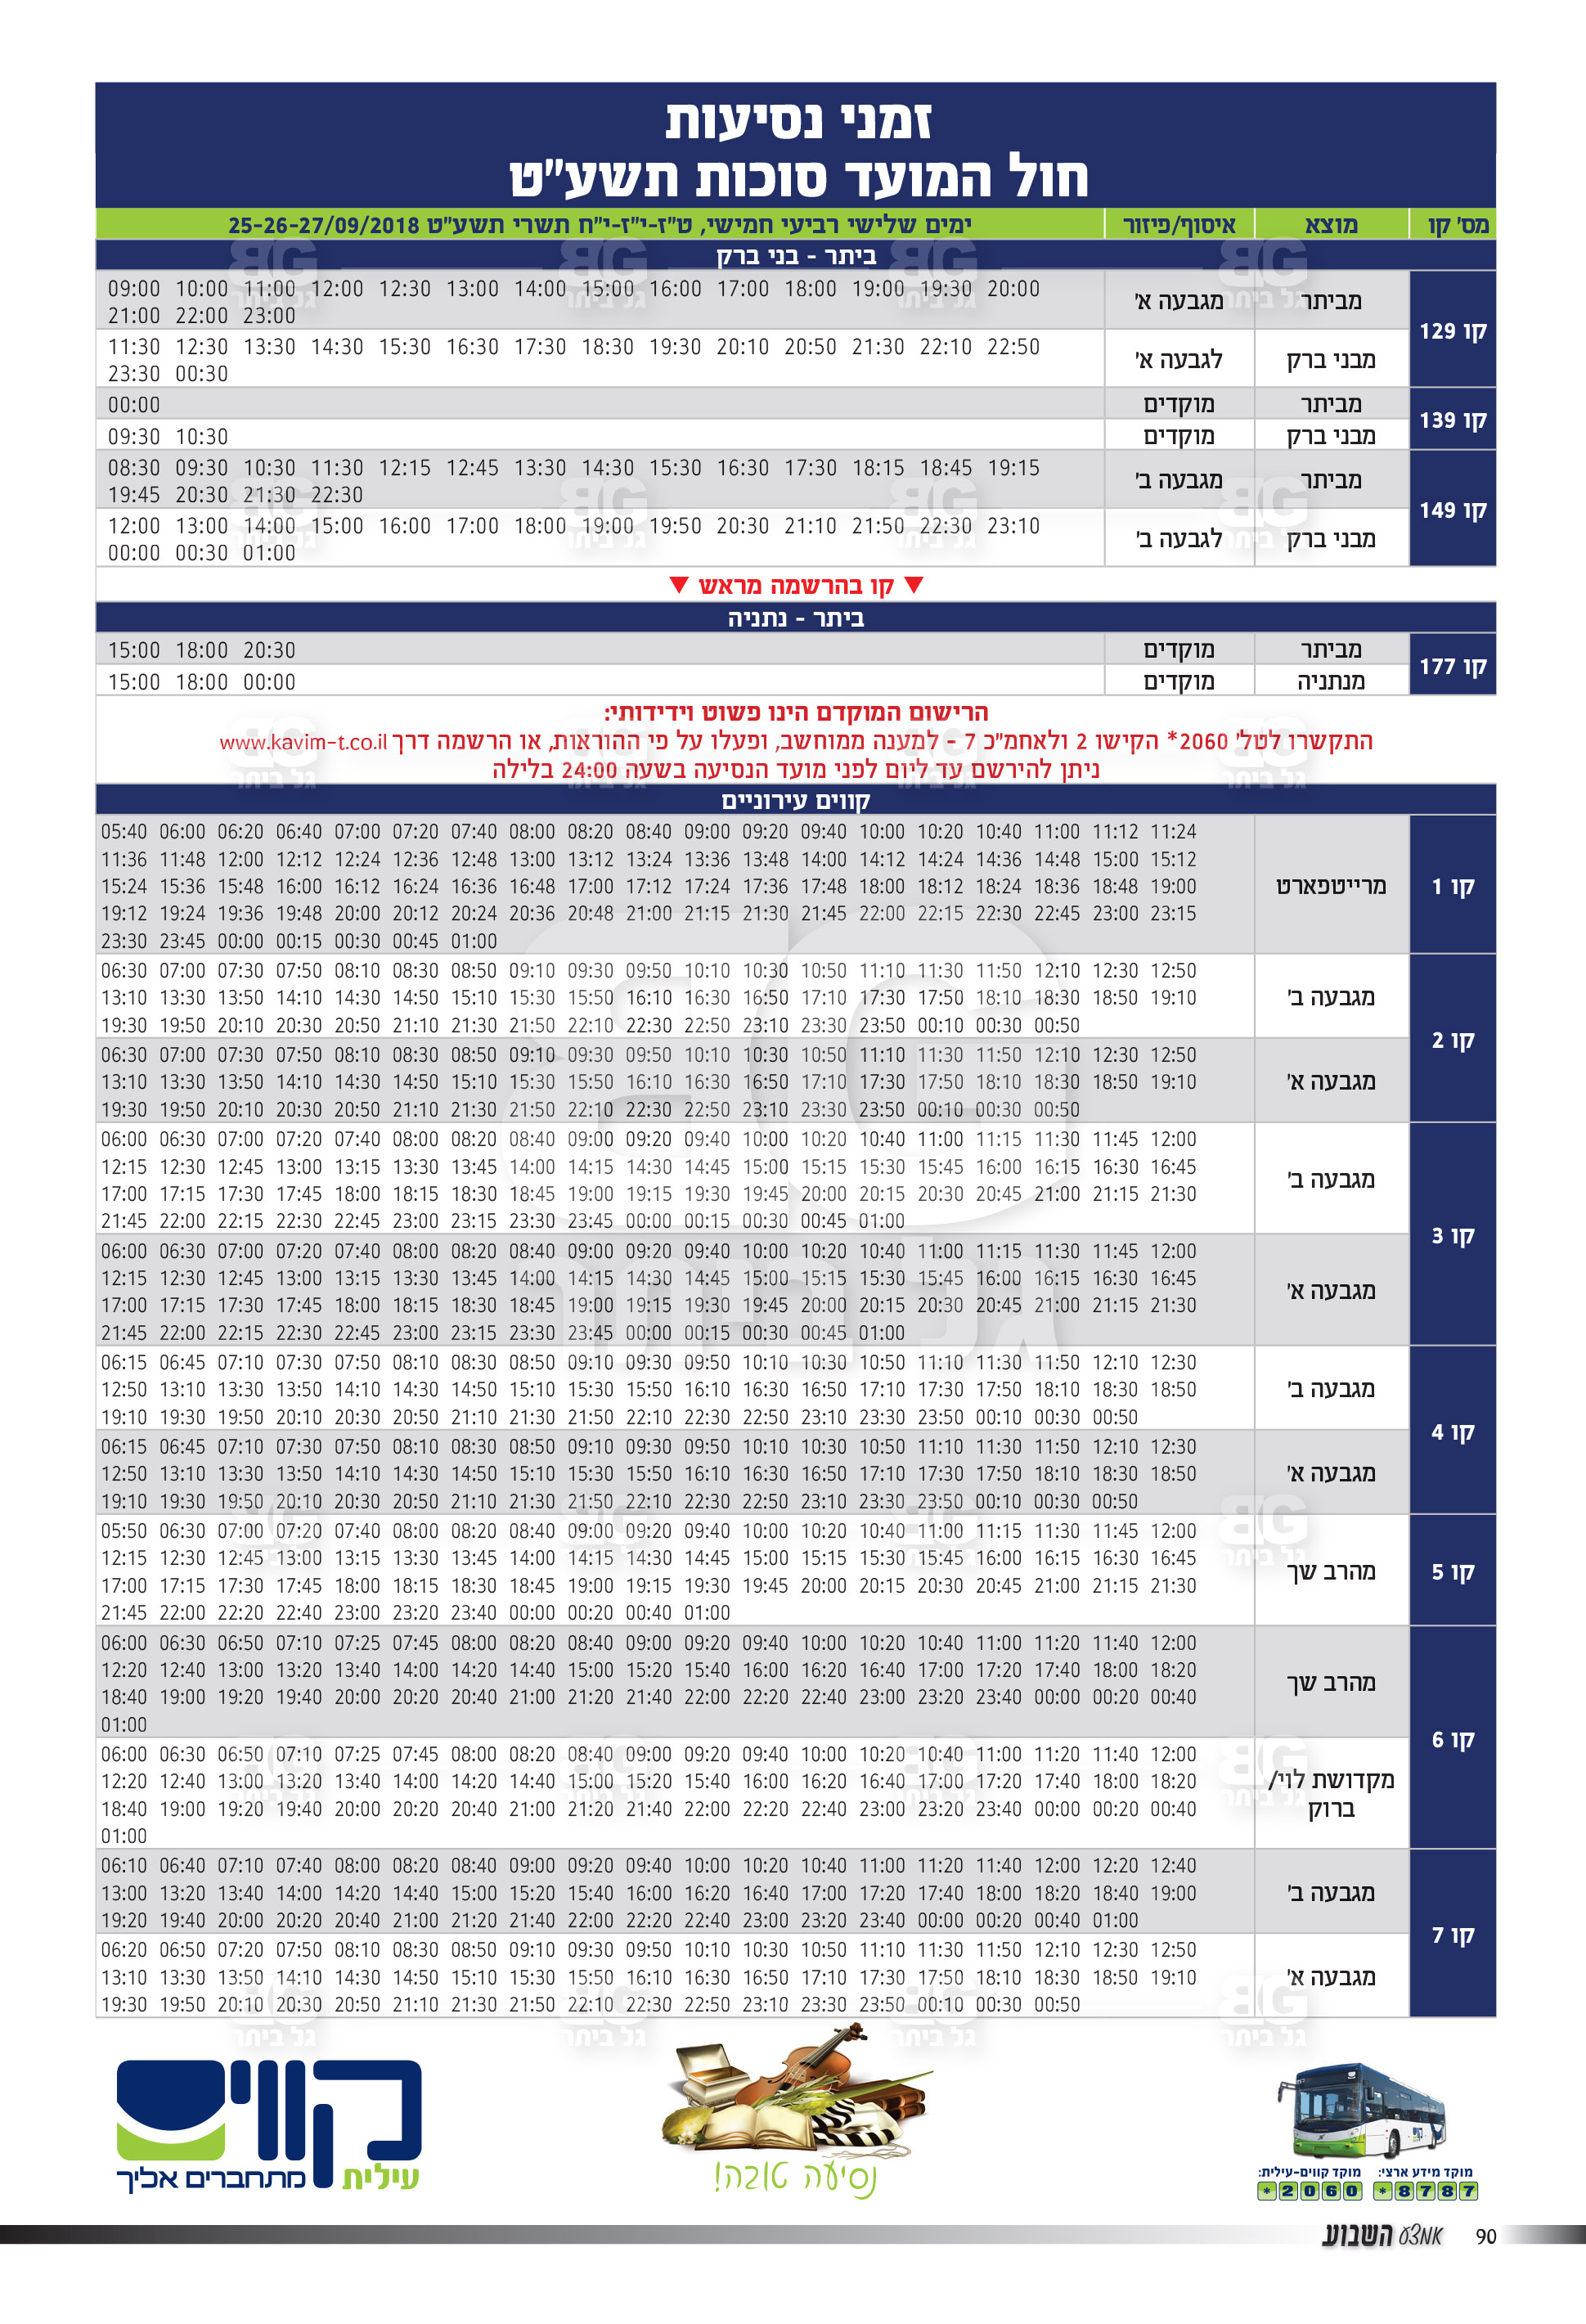 זמני נסיעות
חול המועד סוכות תשע"ט
מס' קו מוצא איסוף/פיזור ימים שלישי רביעי חמישי, ט"ז-י"ז-י"ח תשרי תשע"ט 25-26-27/09/2018
ביתר - בני ברק
קו 129
מביתר מגבעה א'
09:00 10:00 11:00 12:00 12:30 13:00 14:00 15:00 16:00 17:00 18:00 19:00 19:30 20:00
21:00 22:00 23:00
מבני ברק לגבעה א'
11:30 12:30 13:30 14:30 15:30 16:30 17:30 18:30 19:30 20:10 20:50 21:30 22:10 22:50
23:30 00:30
קו 139
מביתר מוקדים 00:00
מבני ברק מוקדים 09:30 10:30
קו 149
מביתר מגבעה ב'
08:30 09:30 10:30 11:30 12:15 12:45 13:30 14:30 15:30 16:30 17:30 18:15 18:45 19:15
19:45 20:30 21:30 22:30
מבני ברק לגבעה ב'
12:00 13:00 14:00 15:00 16:00 17:00 18:00 19:00 19:50 20:30 21:10 21:50 22:30 23:10
00:00 00:30 01:00
▼ קו בהרשמה מראש ▼
ביתר - נתניה
קו 177
מביתר מוקדים 15:00 18:00 20:30
מנתניה מוקדים 15:00 18:00 00:00
הרישום המוקדם הינו פשוט וידידותי:
התקשרו לטל' 2060* הקישו 2 ולאחמ"כ 7 - למענה ממוחשב, ופעלו על פי ההוראות, או הרשמה דרך www.kavim-t.co.il
ניתן להירשם עד ליום לפני מועד הנסיעה בשעה 24:00 בלילה
קווים עירוניים
קו 1
מרייטפארט
05:40 06:00 06:20 06:40 07:00 07:20 07:40 08:00 08:20 08:40 09:00 09:20 09:40 10:00 10:20 10:40 11:00 11:12 11:24
11:36 11:48 12:00 12:12 12:24 12:36 12:48 13:00 13:12 13:24 13:36 13:48 14:00 14:12 14:24 14:36 14:48 15:00 15:12
15:24 15:36 15:48 16:00 16:12 16:24 16:36 16:48 17:00 17:12 17:24 17:36 17:48 18:00 18:12 18:24 18:36 18:48 19:00
19:12 19:24 19:36 19:48 20:00 20:12 20:24 20:36 20:48 21:00 21:15 21:30 21:45 22:00 22:15 22:30 22:45 23:00 23:15
23:30 23:45 00:00 00:15 00:30 00:45 01:00
קו 2
מגבעה ב'
06:30 07:00 07:30 07:50 08:10 08:30 08:50 09:10 09:30 09:50 10:10 10:30 10:50 11:10 11:30 11:50 12:10 12:30 12:50
13:10 13:30 13:50 14:10 14:30 14:50 15:10 15:30 15:50 16:10 16:30 16:50 17:10 17:30 17:50 18:10 18:30 18:50 19:10
19:30 19:50 20:10 20:30 20:50 21:10 21:30 21:50 22:10 22:30 22:50 23:10 23:30 23:50 00:10 00:30 00:50
מגבעה א'
06:30 07:00 07:30 07:50 08:10 08:30 08:50 09:10 09:30 09:50 10:10 10:30 10:50 11:10 11:30 11:50 12:10 12:30 12:50
13:10 13:30 13:50 14:10 14:30 14:50 15:10 15:30 15:50 16:10 16:30 16:50 17:10 17:30 17:50 18:10 18:30 18:50 19:10
19:30 19:50 20:10 20:30 20:50 21:10 21:30 21:50 22:10 22:30 22:50 23:10 23:30 23:50 00:10 00:30 00:50
קו 3
מגבעה ב'
06:00 06:30 07:00 07:20 07:40 08:00 08:20 08:40 09:00 09:20 09:40 10:00 10:20 10:40 11:00 11:15 11:30 11:45 12:00
12:15 12:30 12:45 13:00 13:15 13:30 13:45 14:00 14:15 14:30 14:45 15:00 15:15 15:30 15:45 16:00 16:15 16:30 16:45
17:00 17:15 17:30 17:45 18:00 18:15 18:30 18:45 19:00 19:15 19:30 19:45 20:00 20:15 20:30 20:45 21:00 21:15 21:30
21:45 22:00 22:15 22:30 22:45 23:00 23:15 23:30 23:45 00:00 00:15 00:30 00:45 01:00
מגבעה א'
06:00 06:30 07:00 07:20 07:40 08:00 08:20 08:40 09:00 09:20 09:40 10:00 10:20 10:40 11:00 11:15 11:30 11:45 12:00
12:15 12:30 12:45 13:00 13:15 13:30 13:45 14:00 14:15 14:30 14:45 15:00 15:15 15:30 15:45 16:00 16:15 16:30 16:45
17:00 17:15 17:30 17:45 18:00 18:15 18:30 18:45 19:00 19:15 19:30 19:45 20:00 20:15 20:30 20:45 21:00 21:15 21:30
21:45 22:00 22:15 22:30 22:45 23:00 23:15 23:30 23:45 00:00 00:15 00:30 00:45 01:00
קו 4
מגבעה ב'
06:15 06:45 07:10 07:30 07:50 08:10 08:30 08:50 09:10 09:30 09:50 10:10 10:30 10:50 11:10 11:30 11:50 12:10 12:30
12:50 13:10 13:30 13:50 14:10 14:30 14:50 15:10 15:30 15:50 16:10 16:30 16:50 17:10 17:30 17:50 18:10 18:30 18:50
19:10 19:30 19:50 20:10 20:30 20:50 21:10 21:30 21:50 22:10 22:30 22:50 23:10 23:30 23:50 00:10 00:30 00:50
מגבעה א'
06:15 06:45 07:10 07:30 07:50 08:10 08:30 08:50 09:10 09:30 09:50 10:10 10:30 10:50 11:10 11:30 11:50 12:10 12:30
12:50 13:10 13:30 13:50 14:10 14:30 14:50 15:10 15:30 15:50 16:10 16:30 16:50 17:10 17:30 17:50 18:10 18:30 18:50
19:10 19:30 19:50 20:10 20:30 20:50 21:10 21:30 21:50 22:10 22:30 22:50 23:10 23:30 23:50 00:10 00:30 00:50
קו 5
מהרב שך
05:50 06:30 07:00 07:20 07:40 08:00 08:20 08:40 09:00 09:20 09:40 10:00 10:20 10:40 11:00 11:15 11:30 11:45 12:00
12:15 12:30 12:45 13:00 13:15 13:30 13:45 14:00 14:15 14:30 14:45 15:00 15:15 15:30 15:45 16:00 16:15 16:30 16:45
17:00 17:15 17:30 17:45 18:00 18:15 18:30 18:45 19:00 19:15 19:30 19:45 20:00 20:15 20:30 20:45 21:00 21:15 21:30
21:45 22:00 22:20 22:40 23:00 23:20 23:40 00:00 00:20 00:40 01:00
קו 6
מהרב שך
06:00 06:30 06:50 07:10 07:25 07:45 08:00 08:20 08:40 09:00 09:20 09:40 10:00 10:20 10:40 11:00 11:20 11:40 12:00
12:20 12:40 13:00 13:20 13:40 14:00 14:20 14:40 15:00 15:20 15:40 16:00 16:20 16:40 17:00 17:20 17:40 18:00 18:20
18:40 19:00 19:20 19:40 20:00 20:20 20:40 21:00 21:20 21:40 22:00 22:20 22:40 23:00 23:20 23:40 00:00 00:20 00:40
01:00
מקדושת לוי/
ברוק
06:00 06:30 06:50 07:10 07:25 07:45 08:00 08:20 08:40 09:00 09:20 09:40 10:00 10:20 10:40 11:00 11:20 11:40 12:00
12:20 12:40 13:00 13:20 13:40 14:00 14:20 14:40 15:00 15:20 15:40 16:00 16:20 16:40 17:00 17:20 17:40 18:00 18:20
18:40 19:00 19:20 19:40 20:00 20:20 20:40 21:00 21:20 21:40 22:00 22:20 22:40 23:00 23:20 23:40 00:00 00:20 00:40
01:00
קו 7
מגבעה ב'
06:10 06:40 07:10 07:40 08:00 08:20 08:40 09:00 09:20 09:40 10:00 10:20 10:40 11:00 11:20 11:40 12:00 12:20 12:40
13:00 13:20 13:40 14:00 14:20 14:40 15:00 15:20 15:40 16:00 16:20 16:40 17:00 17:20 17:40 18:00 18:20 18:40 19:00
19:20 19:40 20:00 20:20 20:40 21:00 21:20 21:40 22:00 22:20 22:40 23:00 23:20 23:40 00:00 00:20 00:40 01:00
מגבעה א'
06:20 06:50 07:20 07:50 08:10 08:30 08:50 09:10 09:30 09:50 10:10 10:30 10:50 11:10 11:30 11:50 12:10 12:30 12:50
13:10 13:30 13:50 14:10 14:30 14:50 15:10 15:30 15:50 16:10 16:30 16:50 17:10 17:30 17:50 18:10 18:30 18:50 19:10
19:30 19:50 20:10 20:30 20:50 21:10 21:30 21:50 22:10 22:30 22:50 23:10 23:30 23:50 00:10 00:30 00:50
BG
גל ביתר
מוקד מידע ארצי: מוקד קווים-עילית:
*8787 *2060
נסיעה טובה!
קווים
עילית מתחברים אליך
90 אמצע השבוע